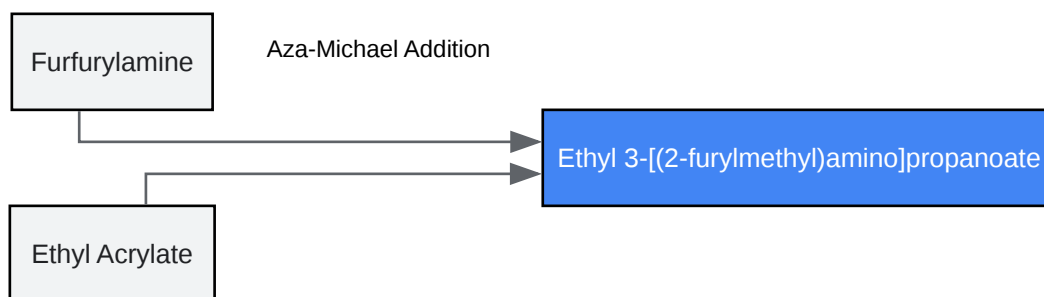 Furfurylamine
Aza-Michael Addition
Ethyl 3-[(2-furylmethyl)amino]propanoate
Ethyl Acrylate